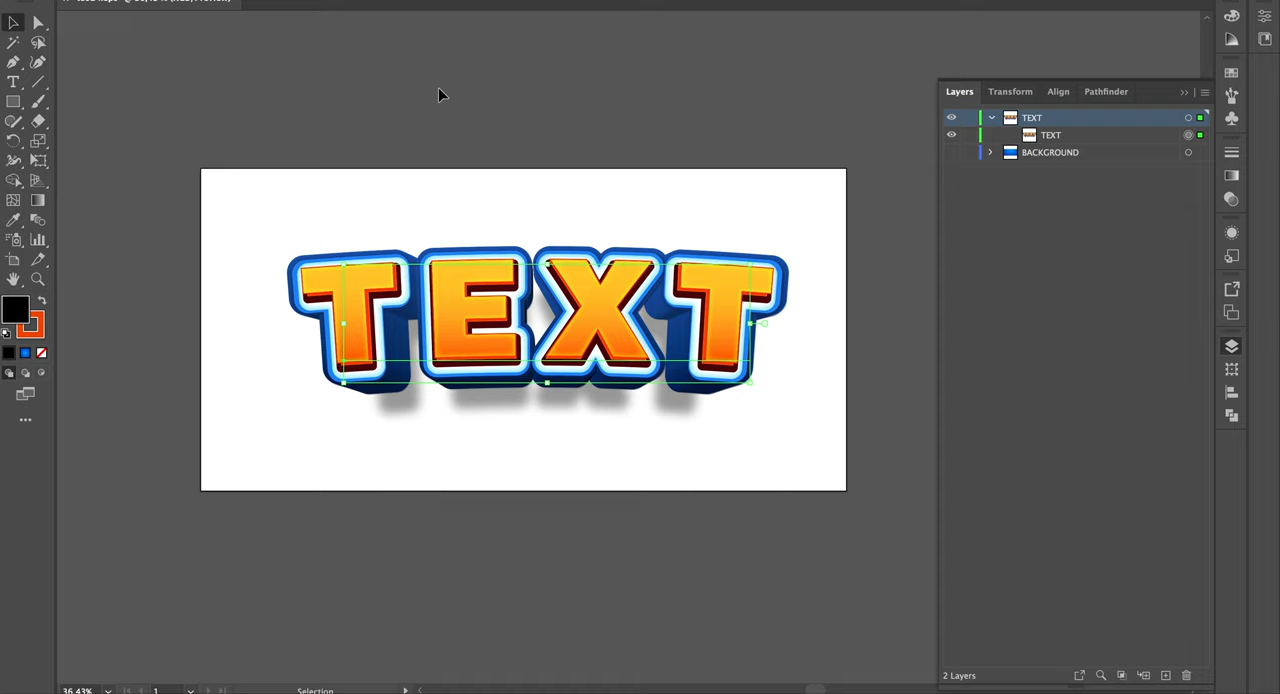 Layers Transform Align Pathfinder
TEXT
TEXT
BACKGROUND
TEXT
2 Layers
36,43% 1 Selection